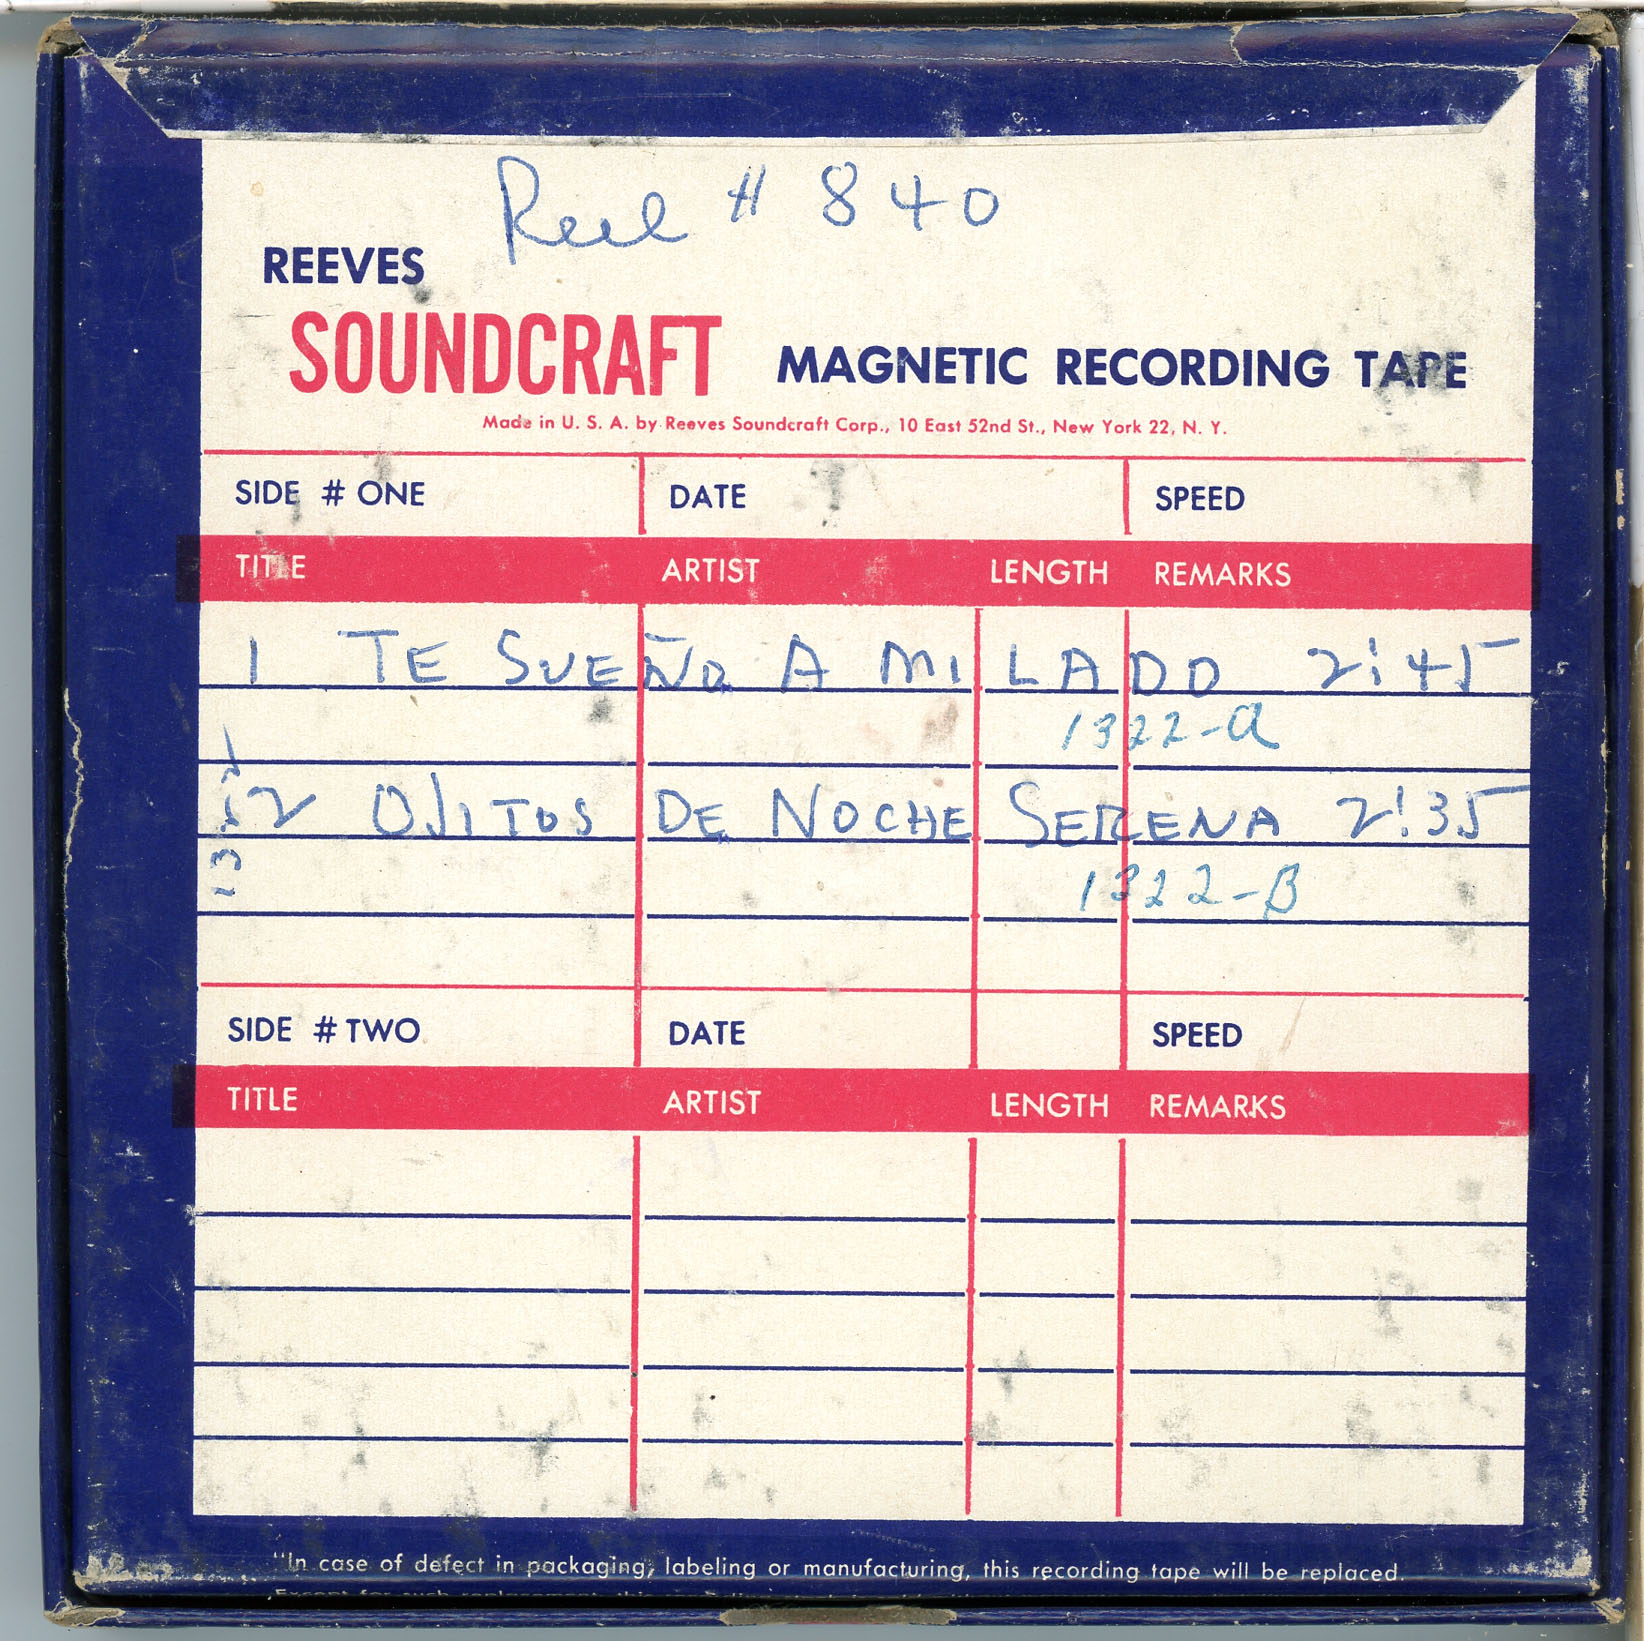 Reel # 840
REEVES
SOUNDCRAFT MAGNETIC RECORDING TAPE
Made in U. S. A. by Reeves Soundcraft Corp., 10 East 52nd St., New York 22, N. Y.
SIDE # ONE DATE SPEED
TITLE ARTIST LENGTH REMARKS
1 TE SUEÑO A MI LADO 2:45
1322-A
1322
2 OJITOS DE NOCHE SERENA 2:35
1322-B
SIDE # TWO DATE SPEED
TITLE ARTIST LENGTH REMARKS
"In case of defect in packaging, labeling or manufacturing, this recording tape will be replaced.